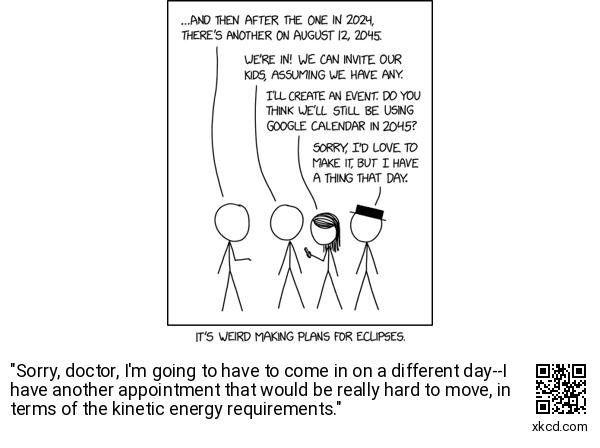 ...AND THEN AFTER THE ONE IN 2024,
THERE'S ANOTHER ON AUGUST 12, 2045.
WE'RE IN! WE CAN INVITE OUR
KIDS, ASSUMING WE HAVE ANY.
I'LL CREATE AN EVENT. DO YOU
THINK WE'LL STILL BE USING
GOOGLE CALENDAR IN 2045?
SORRY, I'D LOVE TO
MAKE IT, BUT I HAVE
A THING THAT DAY.
IT'S WEIRD MAKING PLANS FOR ECLIPSES.
"Sorry, doctor, I'm going to have to come in on a different day--I
have another appointment that would be really hard to move, in
terms of the kinetic energy requirements."
xkcd.com